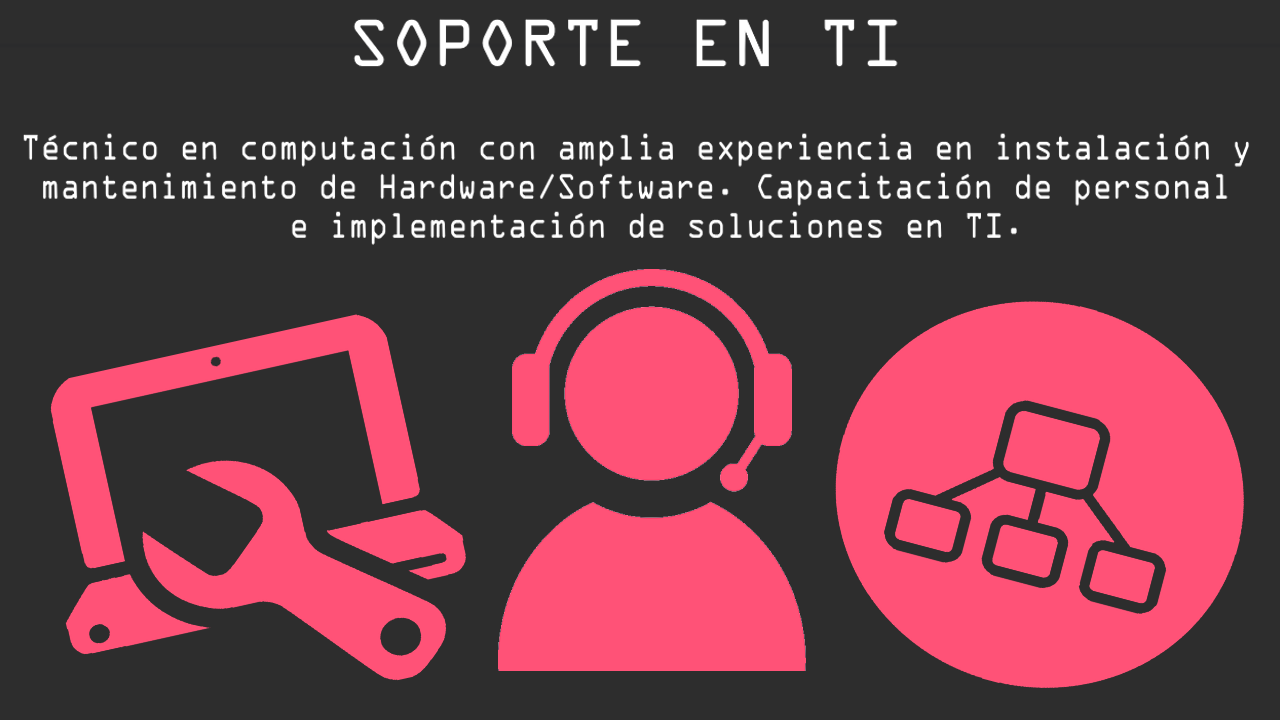 SOPORTE EN TI
Técnico en computación con amplia experiencia en instalación y
mantenimiento de Hardware/Software. Capacitación de personal
e implementación de soluciones en TI.